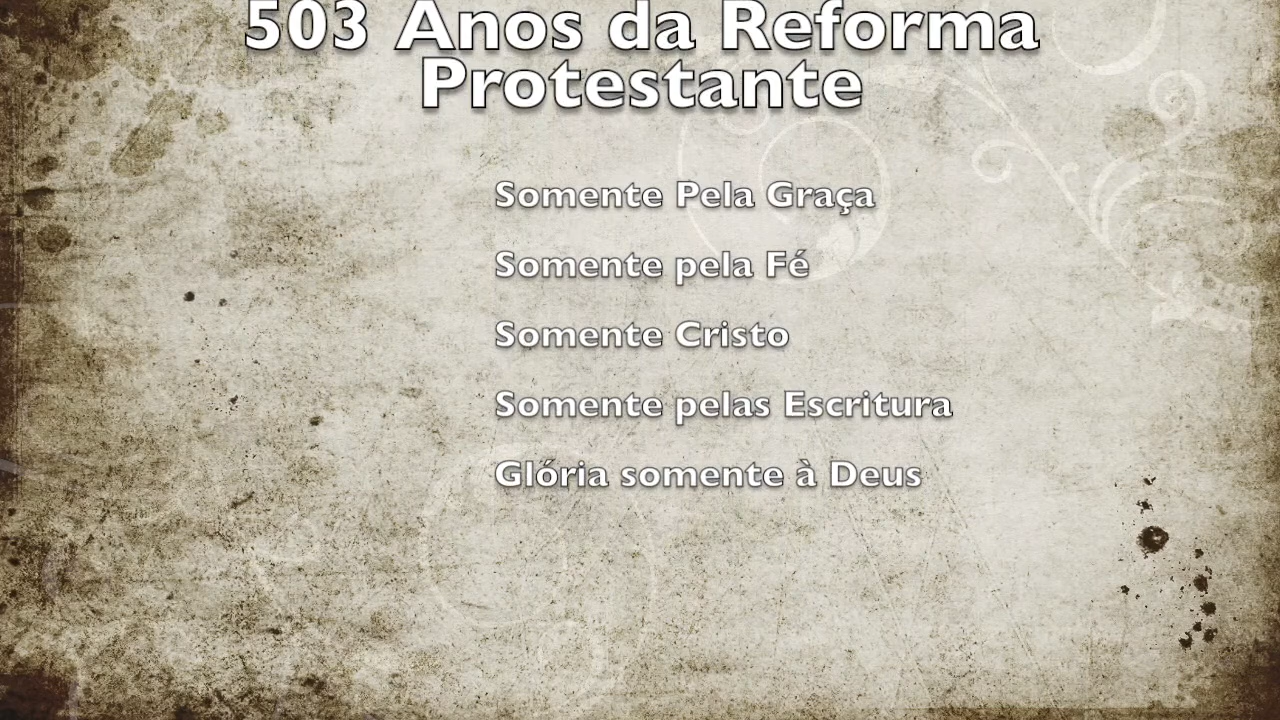 503 Anos da Reforma
Protestante
Somente Pela Graça
Somente pela Fé
Somente Cristo
Somente pelas Escritura
Glória somente à Deus